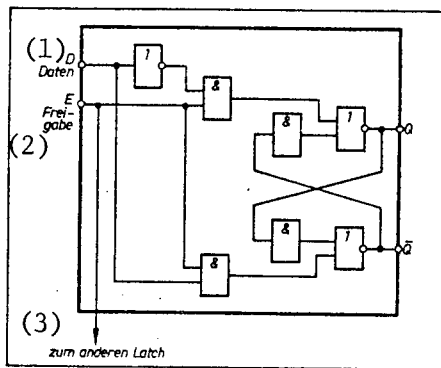 (1) D
Daten
1
&
E
Frei-
gabe
(2)
&
1
Q
&
1
Q̅
&
(3)
zum anderen Latch